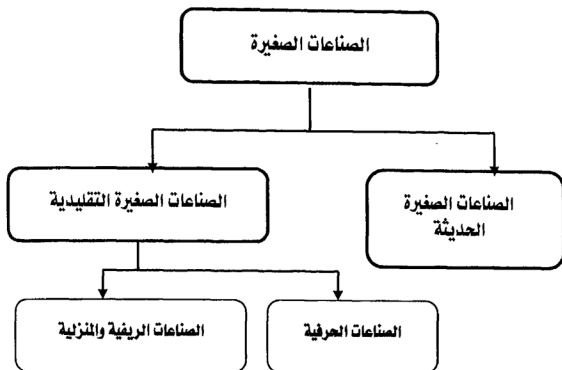 الصناعات الصغيرة
الصناعات الصغيرة
الحديثة
الصناعات الصغيرة التقليدية
الصناعات الحرفية
الصناعات الريفية والمنزلية